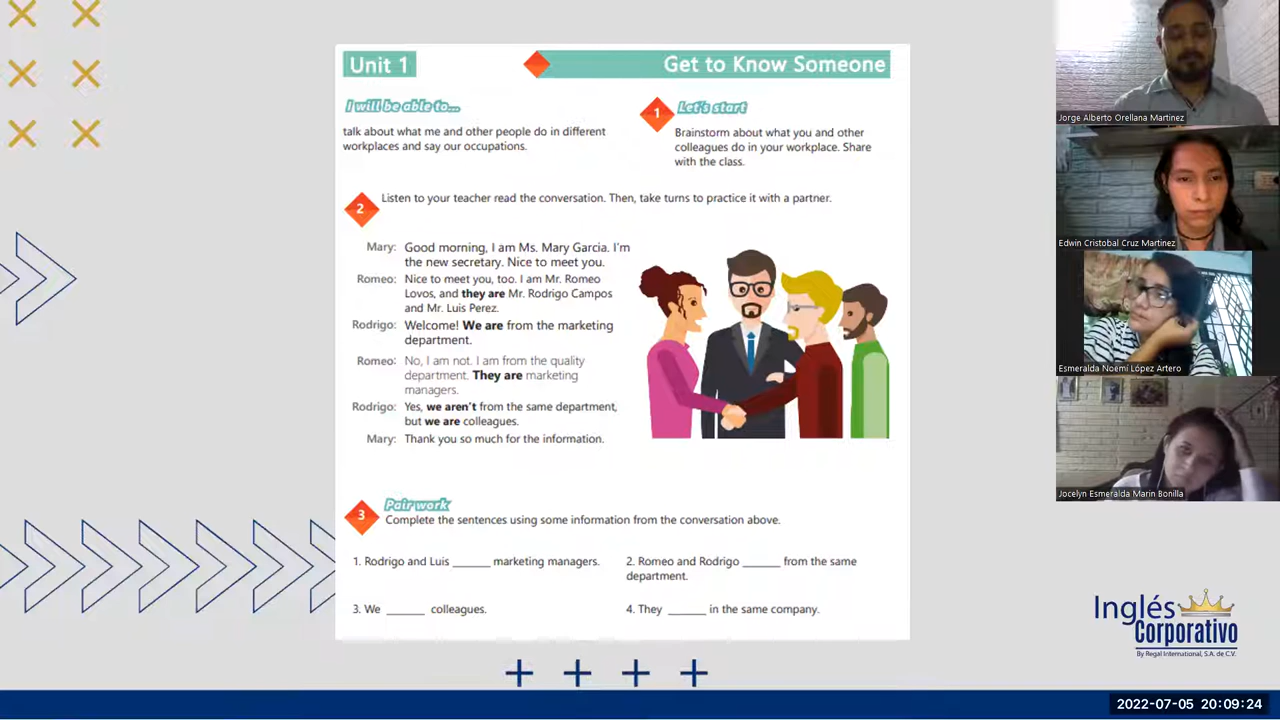 Unit 1
Get to Know Someone
I will be able to...
talk about what me and other people do in different
workplaces and say our occupations.
1
Let's start
Brainstorm about what you and other
colleagues do in your workplace. Share
with the class.
2
Listen to your teacher read the conversation. Then, take turns to practice it with a partner.
Mary: Good morning, I am Ms. Mary Garcia. I'm
the new secretary. Nice to meet you.
Romeo: Nice to meet you, too. I am Mr. Romeo
Lovos, and they are Mr. Rodrigo Campos
and Mr. Luis Perez.
Rodrigo: Welcome! We are from the marketing
department.
Romeo: No, I am not. I am from the quality
department. They are marketing
managers.
Rodrigo: Yes, we aren't from the same department,
but we are colleagues.
Mary: Thank you so much for the information.
3
Pair work
Complete the sentences using some information from the conversation above.
1. Rodrigo and Luis ______ marketing managers.
2. Romeo and Rodrigo ______ from the same
department.
3. We ______ colleagues.
4. They ______ in the same company.
Jorge Alberto Orellana Martinez
Edwin Cristobal Cruz Martinez
Esmeralda Noemí López Artero
Jocelyn Esmeralda Marin Bonilla
Inglés
Corporativo
By Regal International, S.A. de C.V.
2022-07-05 20:09:24